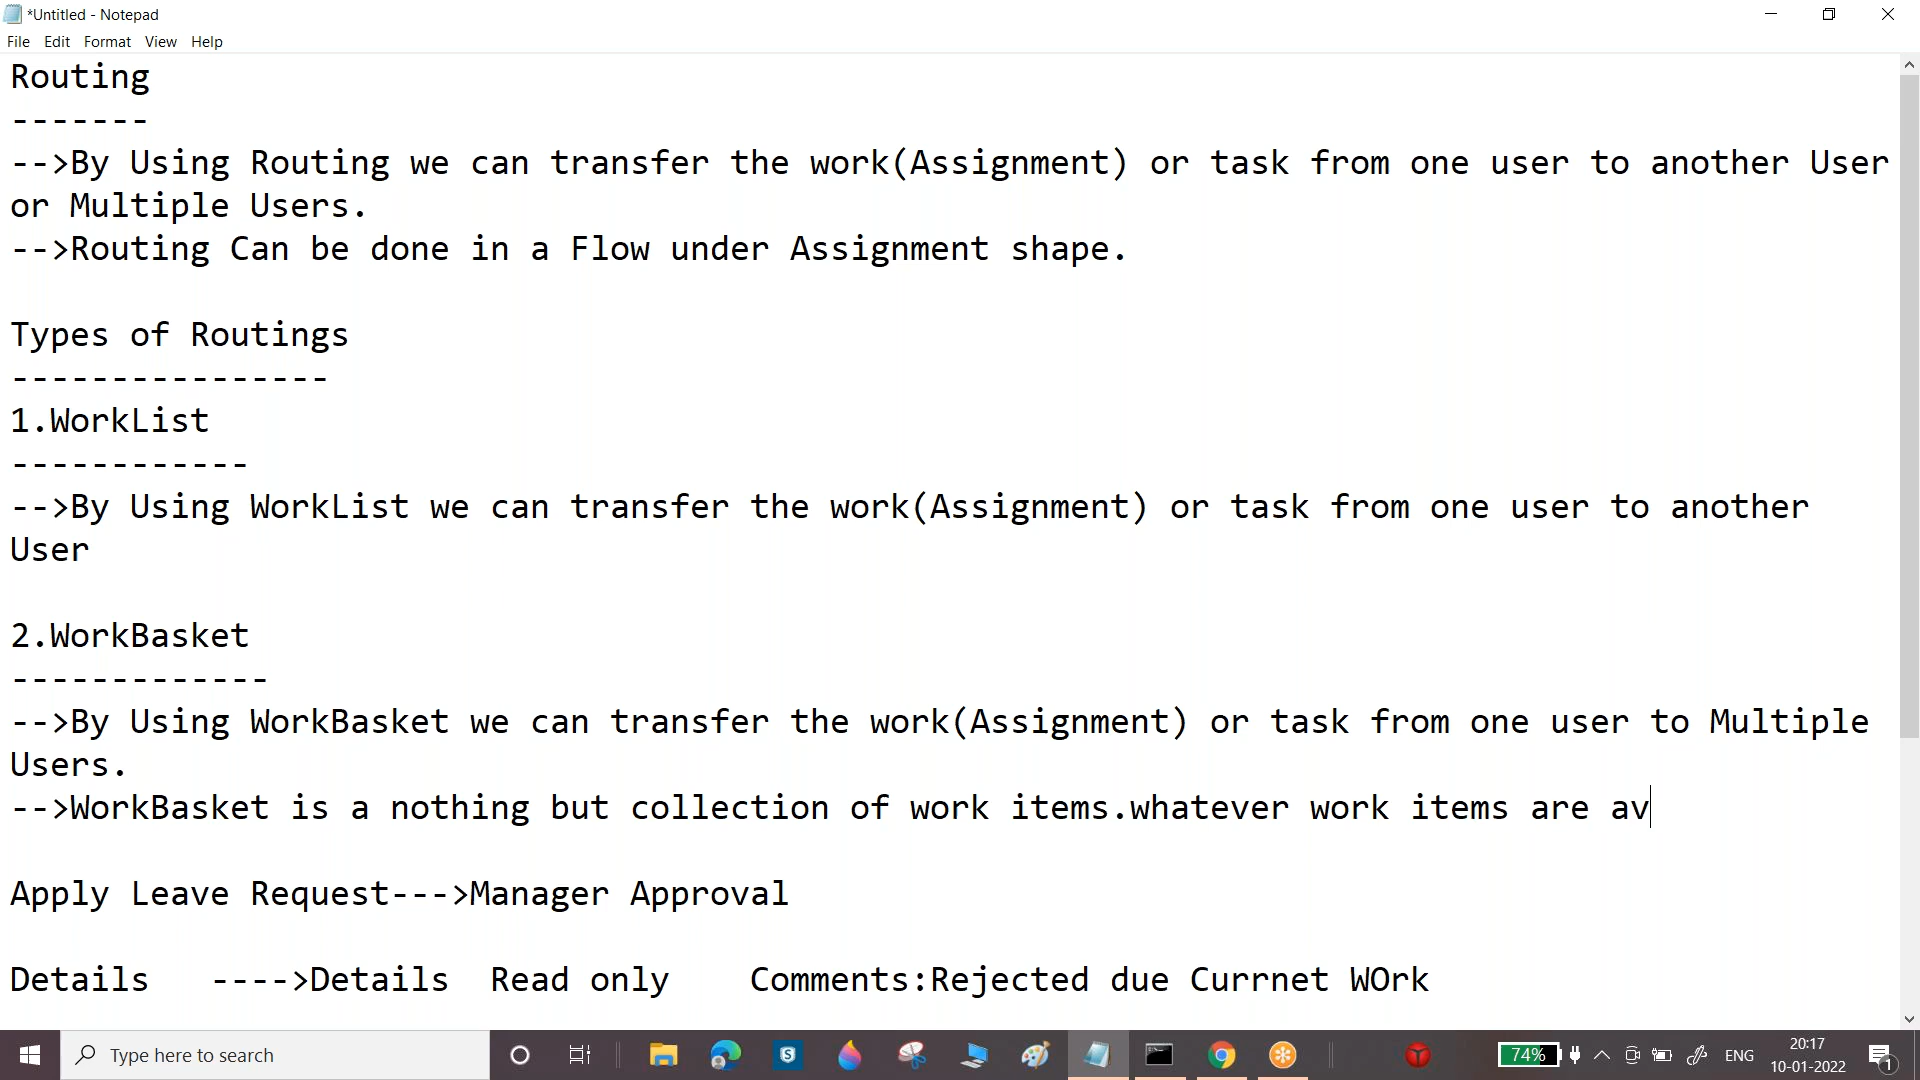 *Untitled - Notepad
File Edit Format View Help
Routing
-------
-->By Using Routing we can transfer the work(Assignment) or task from one user to another User
or Multiple Users.
-->Routing Can be done in a Flow under Assignment shape.
Types of Routings
----------------
1.WorkList
------------
-->By Using WorkList we can transfer the work(Assignment) or task from one user to another
User
2.WorkBasket
-------------
-->By Using WorkBasket we can transfer the work(Assignment) or task from one user to Multiple
Users.
-->WorkBasket is a nothing but collection of work items.whatever work items are av
Apply Leave Request--->Manager Approval
Details ---->Details Read only Comments:Rejected due Currnet WOrk
Type here to search
S
74%
ENG
20:17
10-01-2022
1